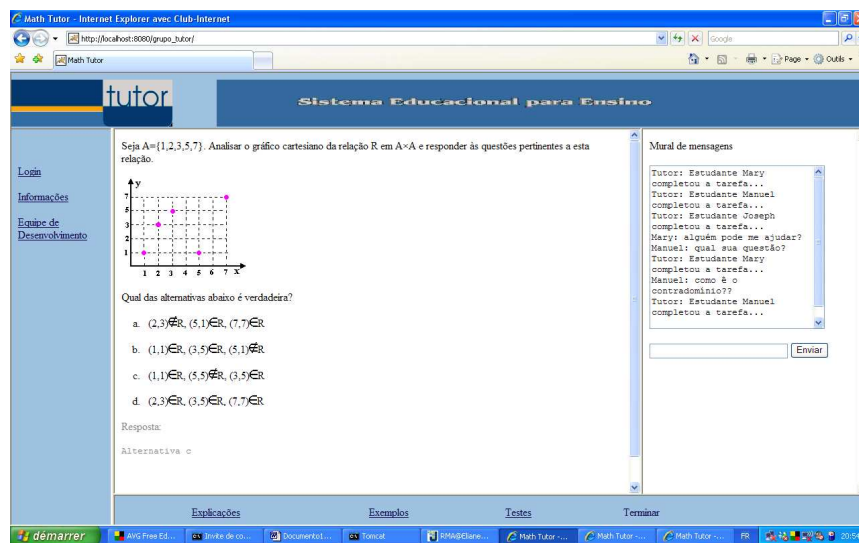 Math Tutor - Internet Explorer avec Club-Internet
http://localhost:8080/grupo_tutor/
Google
Math Tutor
Page
Outils
tutor
Sistema Educacional para Ensino
Login
Informações
Equipe de
Desenvolvimento
Seja A={1,2,3,5,7}. Analisar o gráfico cartesiano da relação R em A×A e responder às questões pertinentes a esta
relação.
y
7
5
3
2
1
1 2 3 4 5 6 7 x
Qual das alternativas abaixo é verdadeira?
a. (2,3)∉R, (5,1)∈R, (7,7)∈R
b. (1,1)∈R, (3,5)∈R, (5,1)∉R
c. (1,1)∈R, (5,5)∉R, (3,5)∈R
d. (2,3)∈R, (3,5)∈R, (7,7)∈R
Resposta:
Alternativa c
Mural de mensagens
Tutor: Estudante Mary
completou a tarefa...
Tutor: Estudante Manuel
completou a tarefa...
Tutor: Estudante Joseph
completou a tarefa...
Mary: alguém pode me ajudar?
Manuel: qual sua questão?
Tutor: Estudante Mary
completou a tarefa...
Manuel: como ê o
contradomínio??
Tutor: Estudante Manuel
completou a tarefa...
Enviar
Explicações Exemplos Testes Terminar
démarrer AVG Free Ed... Invite de co... Documento1... Tomcat RMA@Eliane... Math Tutor -... Math Tutor -... Math Tutor -... FR 20:54